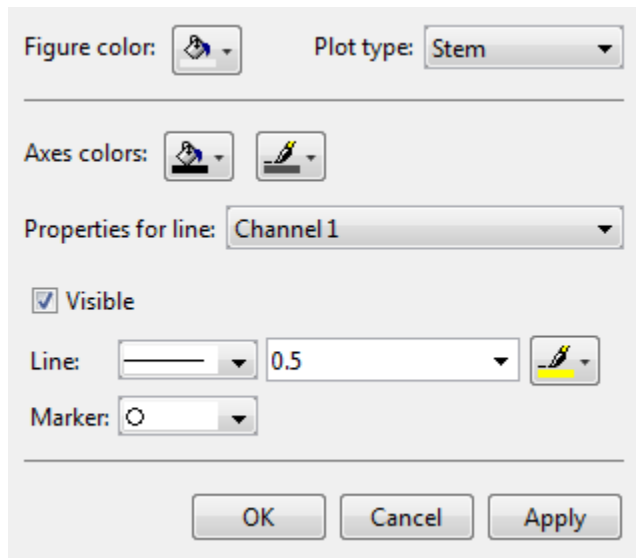 Figure color: Plot type: Stem
Axes colors:
Properties for line: Channel 1
Visible
Line: 0.5
Marker:
OK Cancel Apply